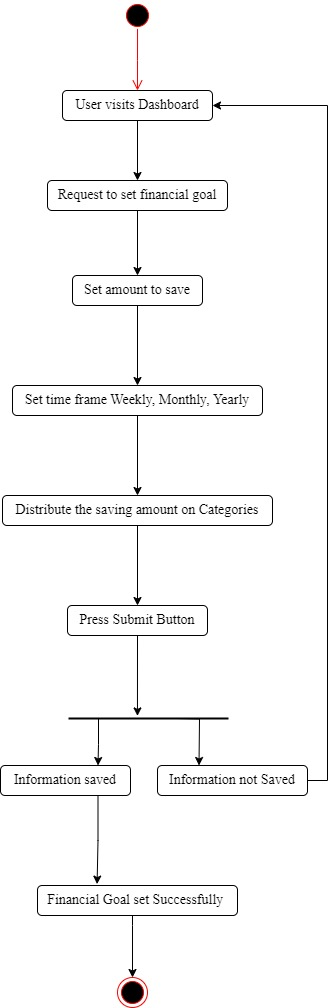 User visits Dashboard
Request to set financial goal
Set amount to save
Set time frame Weekly, Monthly, Yearly
Distribute the saving amount on Categories
Press Submit Button
Information saved
Information not Saved
Financial Goal set Successfully